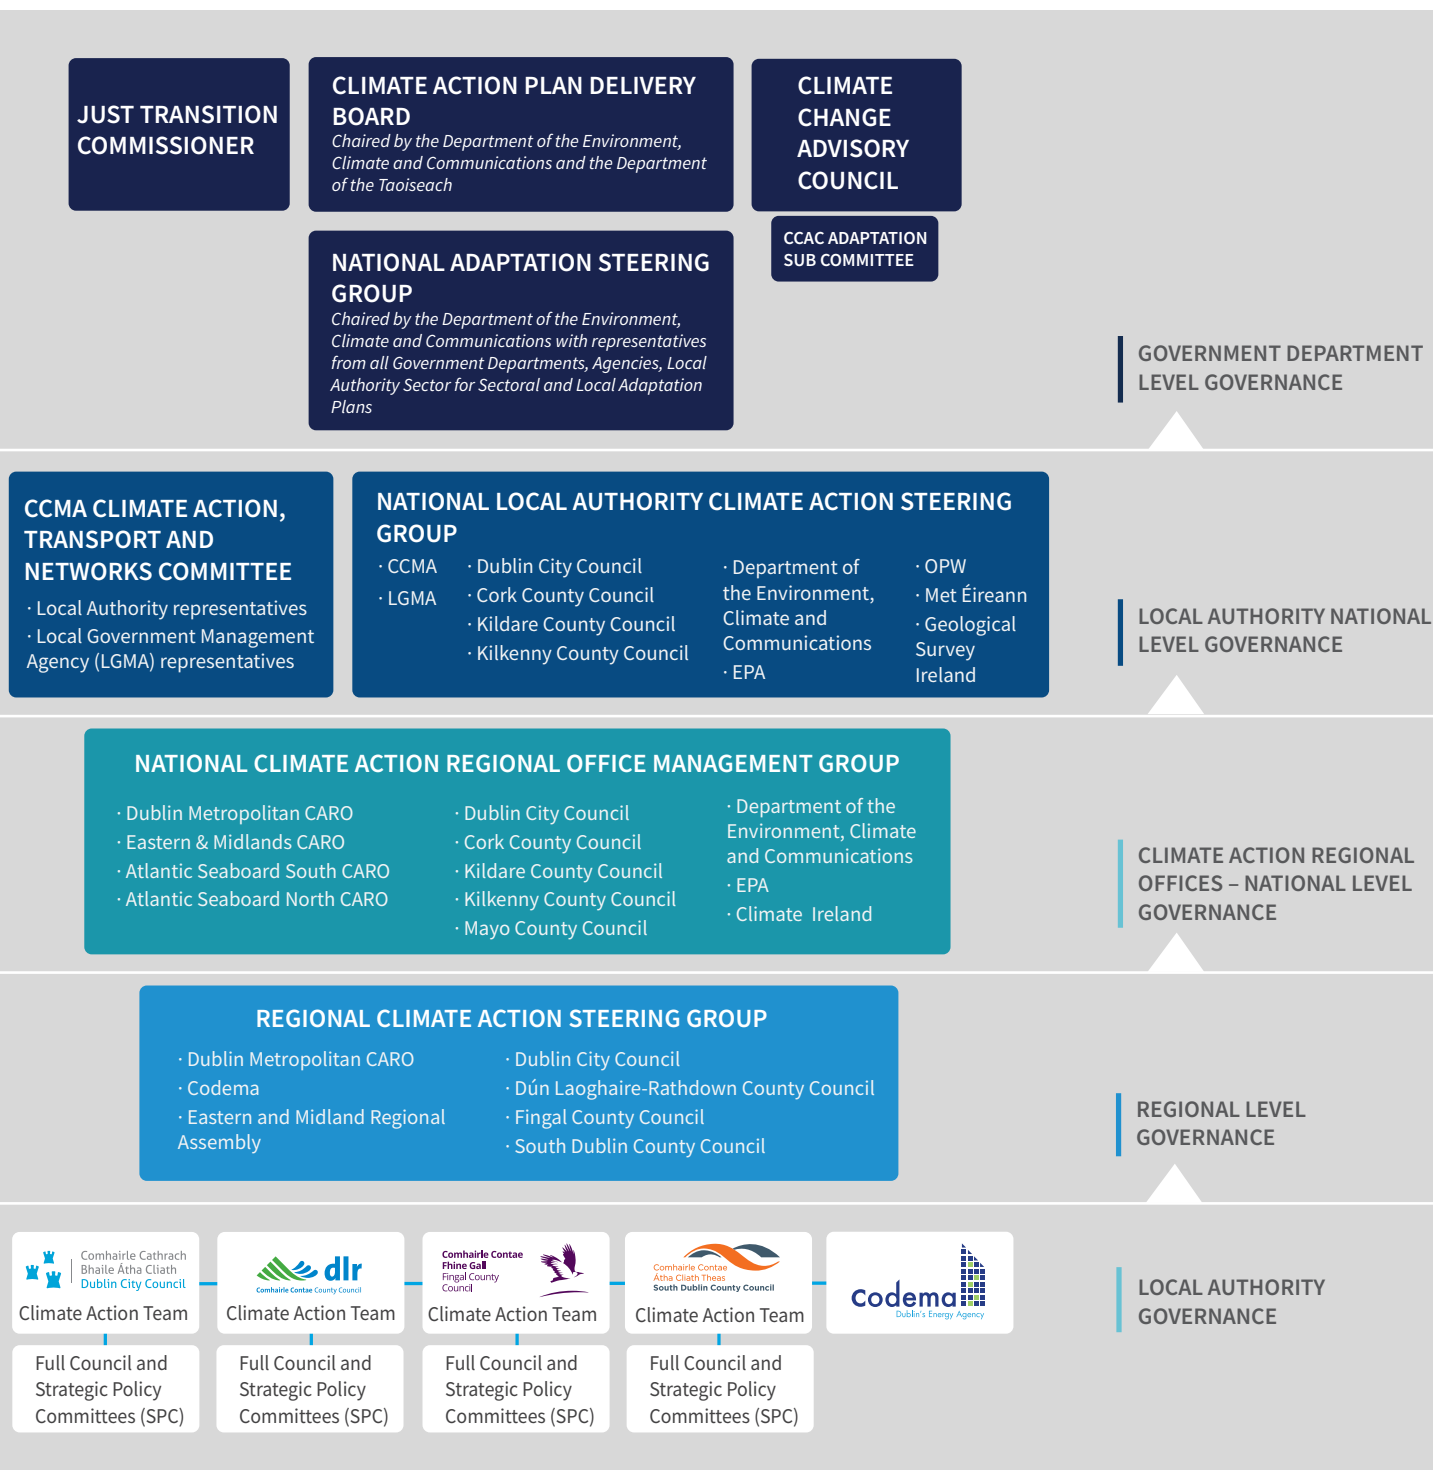 JUST TRANSITION
COMMISSIONER
CLIMATE ACTION PLAN DELIVERY
BOARD
Chaired by the Department of the Environment,
Climate and Communications and the Department
of the Taoiseach
CLIMATE
CHANGE
ADVISORY
COUNCIL
CCAC ADAPTATION
SUB COMMITTEE
NATIONAL ADAPTATION STEERING
GROUP
Chaired by the Department of the Environment,
Climate and Communications with representatives
from all Government Departments, Agencies, Local
Authority Sector for Sectoral and Local Adaptation
Plans
GOVERNMENT DEPARTMENT
LEVEL GOVERNANCE
CCMA CLIMATE ACTION,
TRANSPORT AND
NETWORKS COMMITTEE
· Local Authority representatives
· Local Government Management
Agency (LGMA) representatives
NATIONAL LOCAL AUTHORITY CLIMATE ACTION STEERING
GROUP
· CCMA
· LGMA
· Dublin City Council
· Cork County Council
· Kildare County Council
· Kilkenny County Council
· Department of
the Environment,
Climate and
Communications
· EPA
· OPW
· Met Éireann
· Geological
Survey
Ireland
LOCAL AUTHORITY NATIONAL
LEVEL GOVERNANCE
NATIONAL CLIMATE ACTION REGIONAL OFFICE MANAGEMENT GROUP
· Dublin Metropolitan CARO
· Eastern & Midlands CARO
· Atlantic Seaboard South CARO
· Atlantic Seaboard North CARO
· Dublin City Council
· Cork County Council
· Kildare County Council
· Kilkenny County Council
· Mayo County Council
· Department of the
Environment, Climate
and Communications
· EPA
· Climate Ireland
CLIMATE ACTION REGIONAL
OFFICES – NATIONAL LEVEL
GOVERNANCE
REGIONAL CLIMATE ACTION STEERING GROUP
· Dublin Metropolitan CARO
· Codema
· Eastern and Midland Regional
Assembly
· Dublin City Council
· Dún Laoghaire-Rathdown County Council
· Fingal County Council
· South Dublin County Council
REGIONAL LEVEL
GOVERNANCE
Comhairle Cathrach
Bhaile Átha Cliath
Dublin City Council
Climate Action Team
dlr
Comhairle Contae County Council
Climate Action Team
Comhairle Contae
Fhine Gall
Fingal County
Council
Climate Action Team
Comhairle Contae
Átha Cliath Theas
South Dublin County Council
Climate Action Team
codema
Dublin's Energy Agency
LOCAL AUTHORITY
GOVERNANCE
Full Council and
Strategic Policy
Committees (SPC)
Full Council and
Strategic Policy
Committees (SPC)
Full Council and
Strategic Policy
Committees (SPC)
Full Council and
Strategic Policy
Committees (SPC)